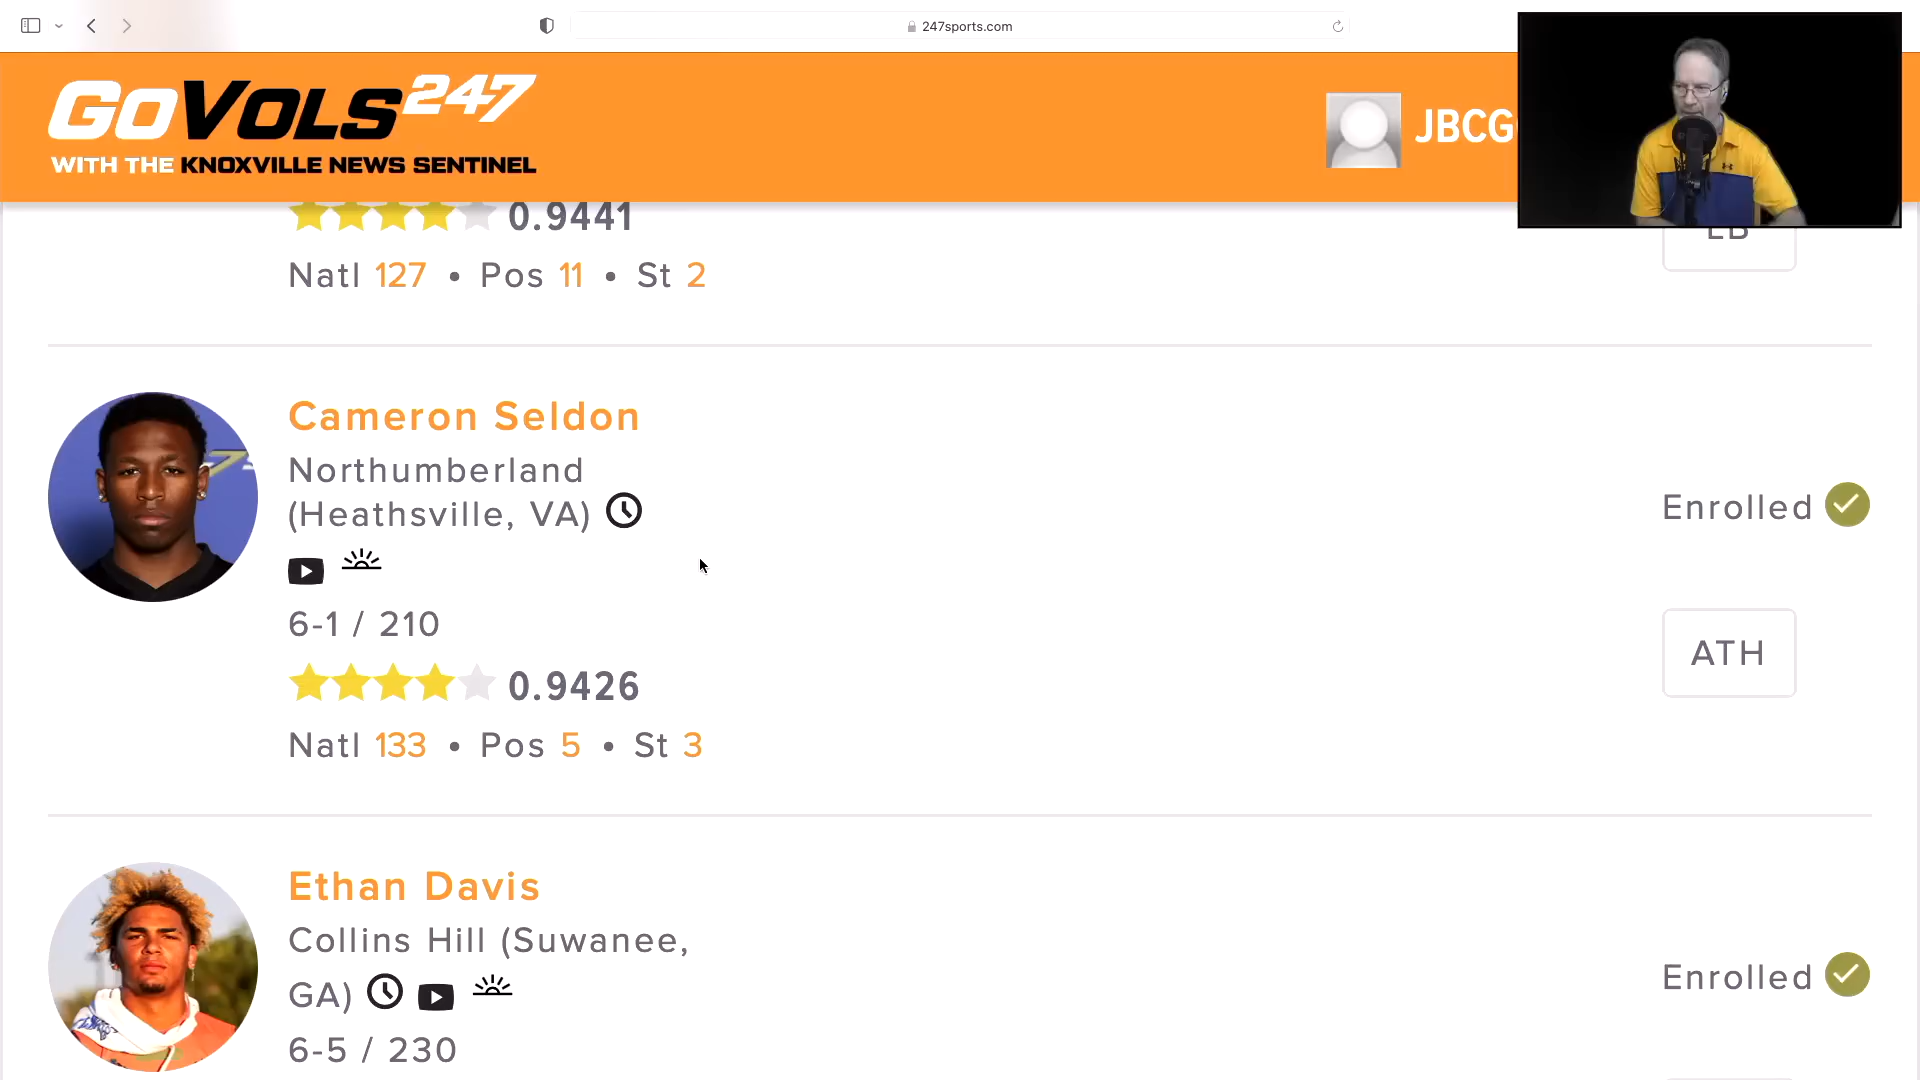 247sports.com
GoVols247
WITH THE KNOXVILLE NEWS SENTINEL
JBCG
0.9441
LB
Natl 127 • Pos 11 • St 2
Cameron Seldon
Northumberland
(Heathsville, VA)
Enrolled
6-1 / 210
ATH
0.9426
Natl 133 • Pos 5 • St 3
Ethan Davis
Collins Hill (Suwanee,
GA)
Enrolled
6-5 / 230